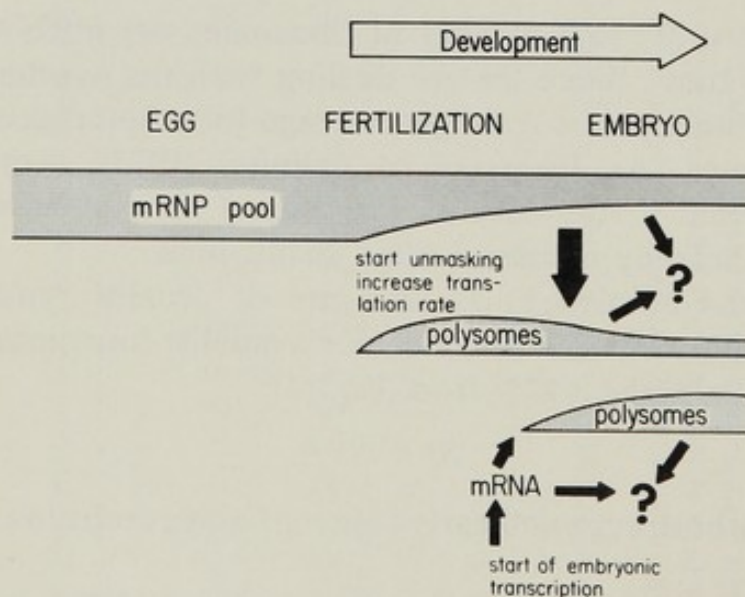 Development
EGG FERTILIZATION EMBRYO
mRNP pool
start unmasking
increase trans-
lation rate
?
polysomes
polysomes
mRNA
?
start of embryonic
transcription